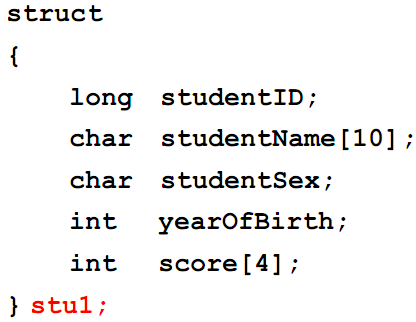 struct
{
long studentID;
char studentName[10];
char studentSex;
int yearOfBirth;
int score[4];
} stu1;